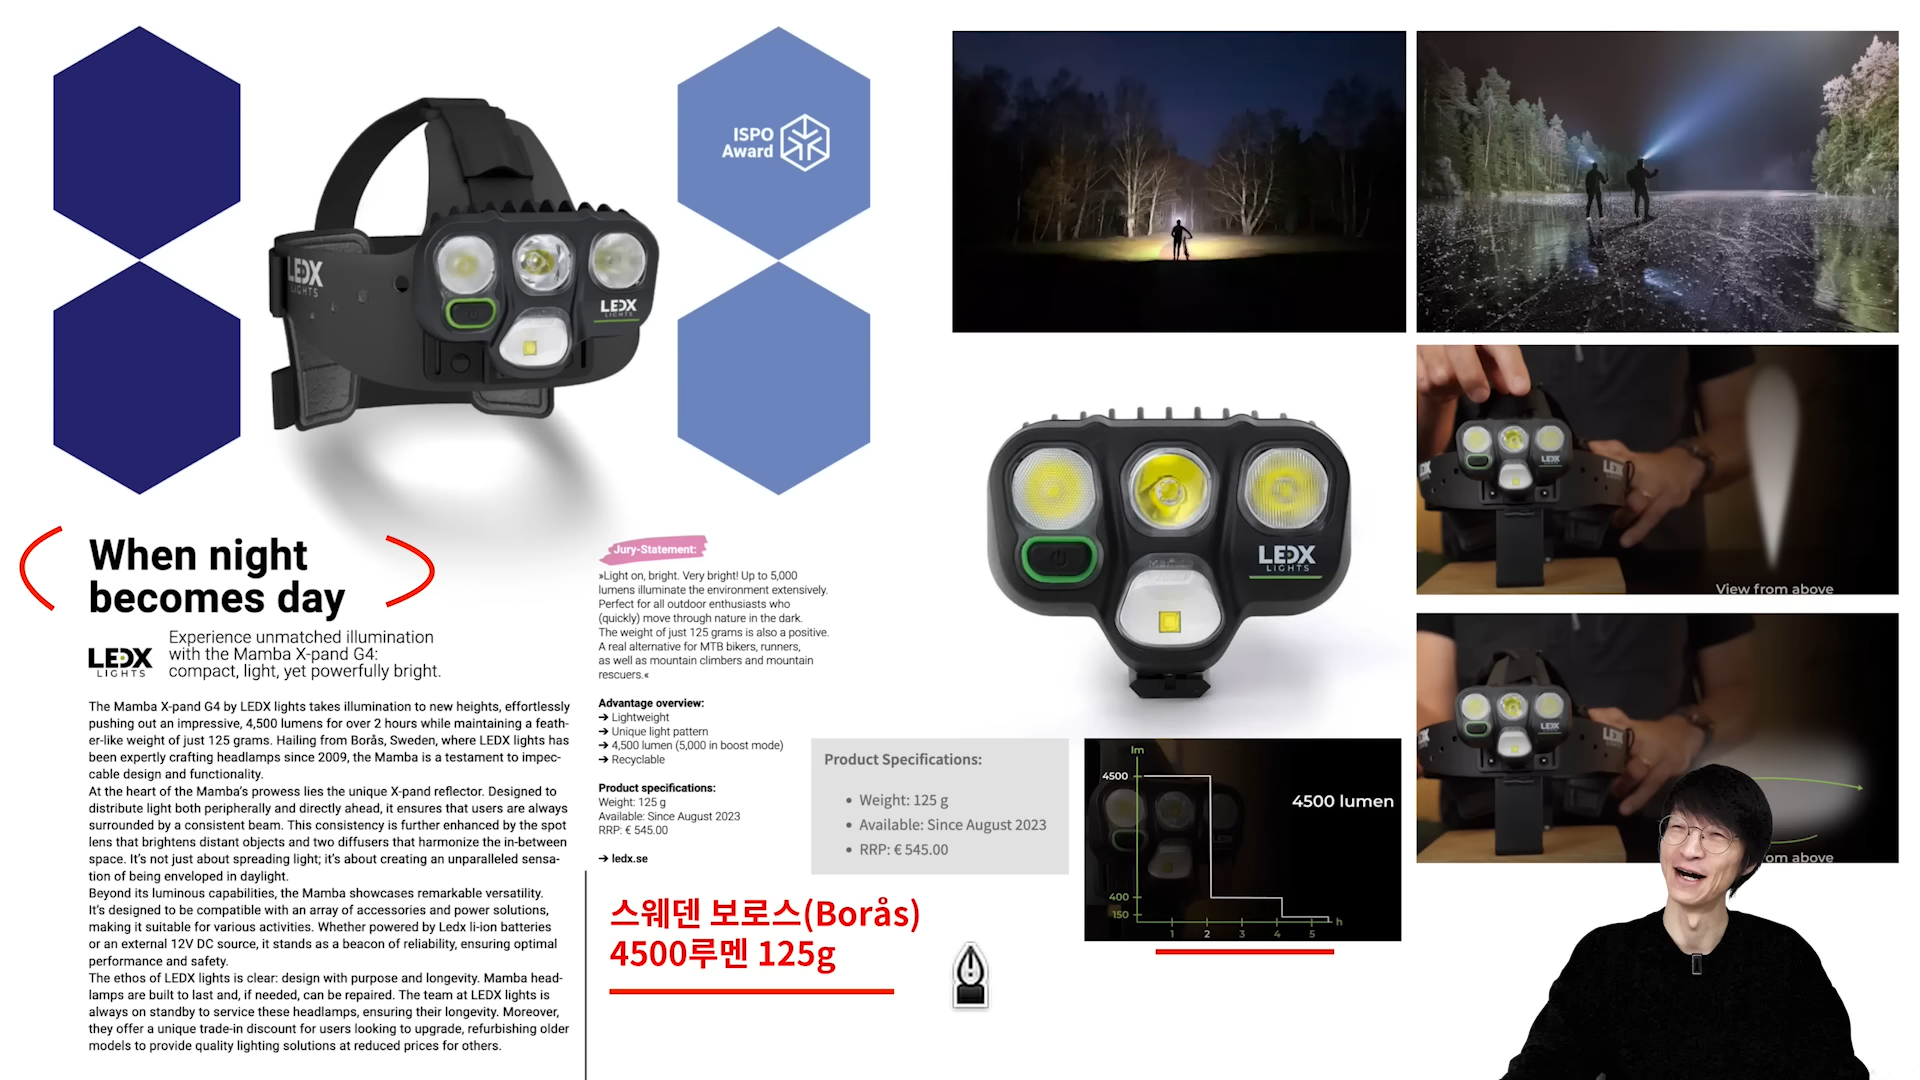 ISPO
Award
LEDX
LIGHTS
LEDX
LIGHTS
When night
becomes day
LEDX
LIGHTS
Experience unmatched illumination
with the Mamba X-pand G4:
compact, light, yet powerfully bright.
The Mamba X-pand G4 by LEDX lights takes illumination to new heights, effortlessly
pushing out an impressive, 4,500 lumens for over 2 hours while maintaining a feath-
er-like weight of just 125 grams. Hailing from Borås, Sweden, where LEDX lights has
been expertly crafting headlamps since 2009, the Mamba is a testament to impec-
cable design and functionality.
At the heart of the Mamba's prowess lies the unique X-pand reflector. Designed to
distribute light both peripherally and directly ahead, it ensures that users are always
surrounded by a consistent beam. This consistency is further enhanced by the spot
lens that brightens distant objects and two diffusers that harmonize the in-between
space. It's not just about spreading light; it's about creating an unparalleled sensa-
tion of being enveloped in daylight.
Beyond its luminous capabilities, the Mamba showcases remarkable versatility.
It's designed to be compatible with an array of accessories and power solutions,
making it suitable for various activities. Whether powered by Ledx li-ion batteries
or an external 12V DC source, it stands as a beacon of reliability, ensuring optimal
performance and safety.
The ethos of LEDX lights is clear: design with purpose and longevity. Mamba head-
lamps are built to last and, if needed, can be repaired. The team at LEDX lights is
always on standby to service these headlamps, ensuring their longevity. Moreover,
they offer a unique trade-in discount for users looking to upgrade, refurbishing older
models to provide quality lighting solutions at reduced prices for others.
Jury-Statement:
»Light on, bright. Very bright! Up to 5,000
lumens illuminate the environment extensively.
Perfect for all outdoor enthusiasts who
(quickly) move through nature in the dark.
The weight of just 125 grams is also a positive.
A real alternative for MTB bikers, runners,
as well as mountain climbers and mountain
rescuers.«
Advantage overview:
➔ Lightweight
➔ Unique light pattern
➔ 4,500 lumen (5,000 in boost mode)
➔ Recyclable
Product specifications:
Weight: 125 g
Available: Since August 2023
RRP: € 545.00
➔ ledx.se
Product Specifications:
• Weight: 125 g
• Available: Since August 2023
• RRP: € 545.00
스웨덴 보로스(Borås)
4500루멘 125g
LEDX
LIGHTS
lm
4500
4500 lumen
400
150
h
1 2 3 4 5
LEDX
View from above
LEDX
om above